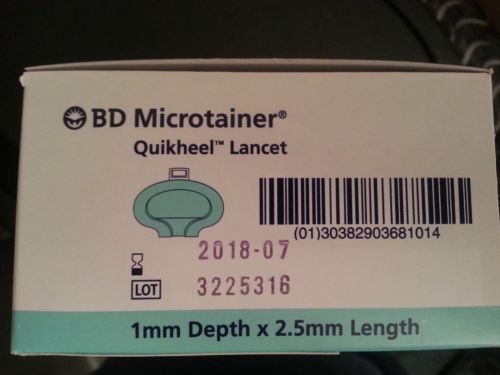 BD Microtainer®
Quikheel™ Lancet
(01)30382903681014
2018-07
LOT 3225316
1mm Depth x 2.5mm Length